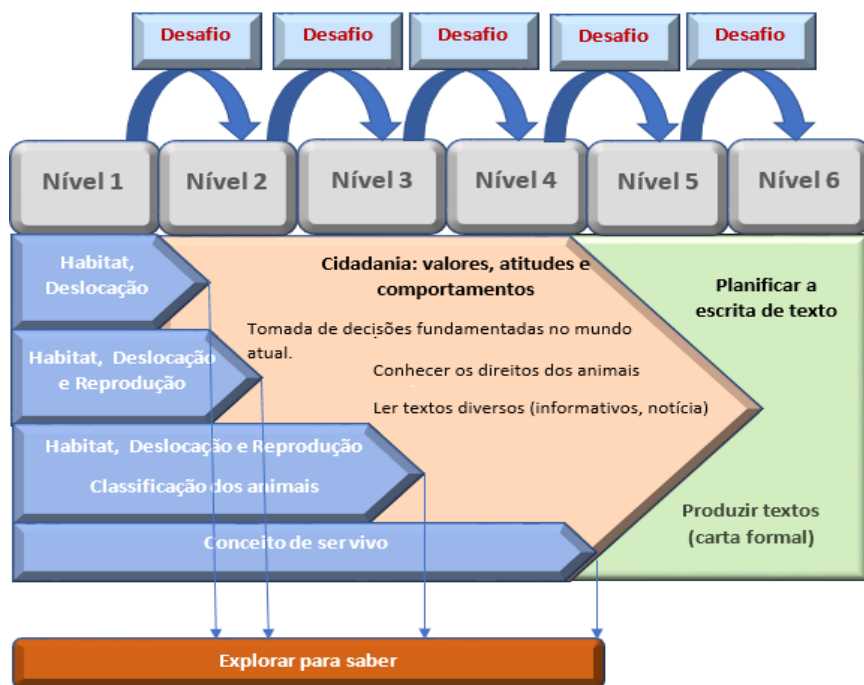 Desafio
Desafio
Desafio
Desafio
Desafio
Nível 1
Nível 2
Nível 3
Nível 4
Nível 5
Nível 6
Habitat,
Deslocação
Habitat, Deslocação
e Reprodução
Habitat, Deslocação e Reprodução
Classificação dos animais
Conceito de ser vivo
Cidadania: valores, atitudes e
comportamentos
Tomada de decisões fundamentadas no mundo
atual.
Conhecer os direitos dos animais
Ler textos diversos (informativos, notícia)
Planificar a
escrita de texto
Produzir textos
(carta formal)
Explorar para saber